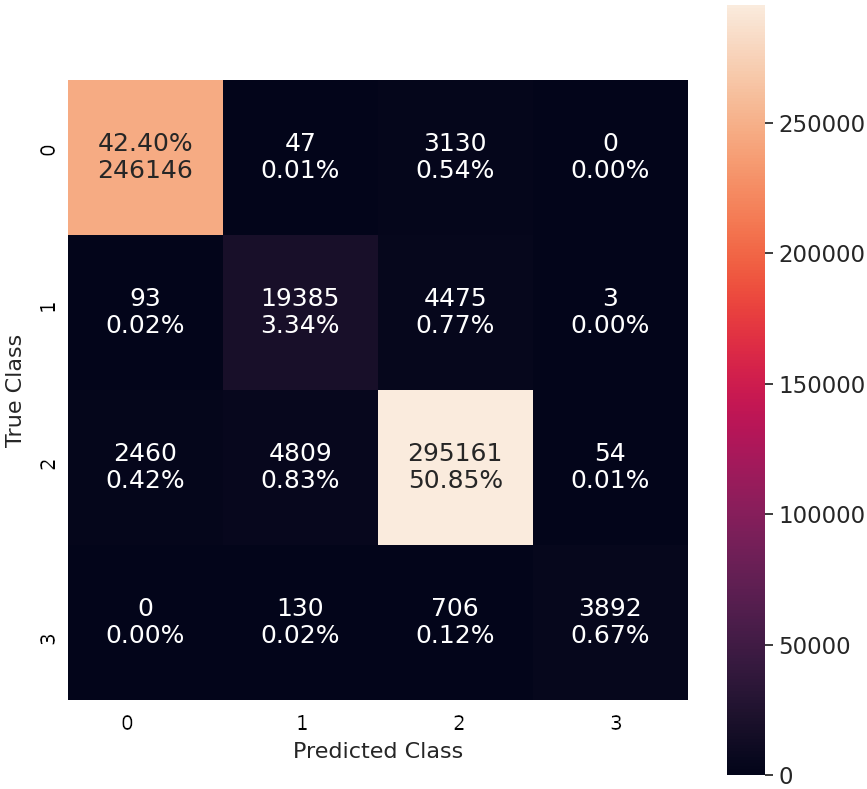 42.40% 47 3130 0
246146 0.01% 0.54% 0.00%
93 19385 4475 3
0.02% 3.34% 0.77% 0.00%
2460 4809 295161 54
0.42% 0.83% 50.85% 0.01%
0 130 706 3892
0.00% 0.02% 0.12% 0.67%
0
1
2
3
True Class
0 1 2 3
Predicted Class
250000
200000
150000
100000
50000
0